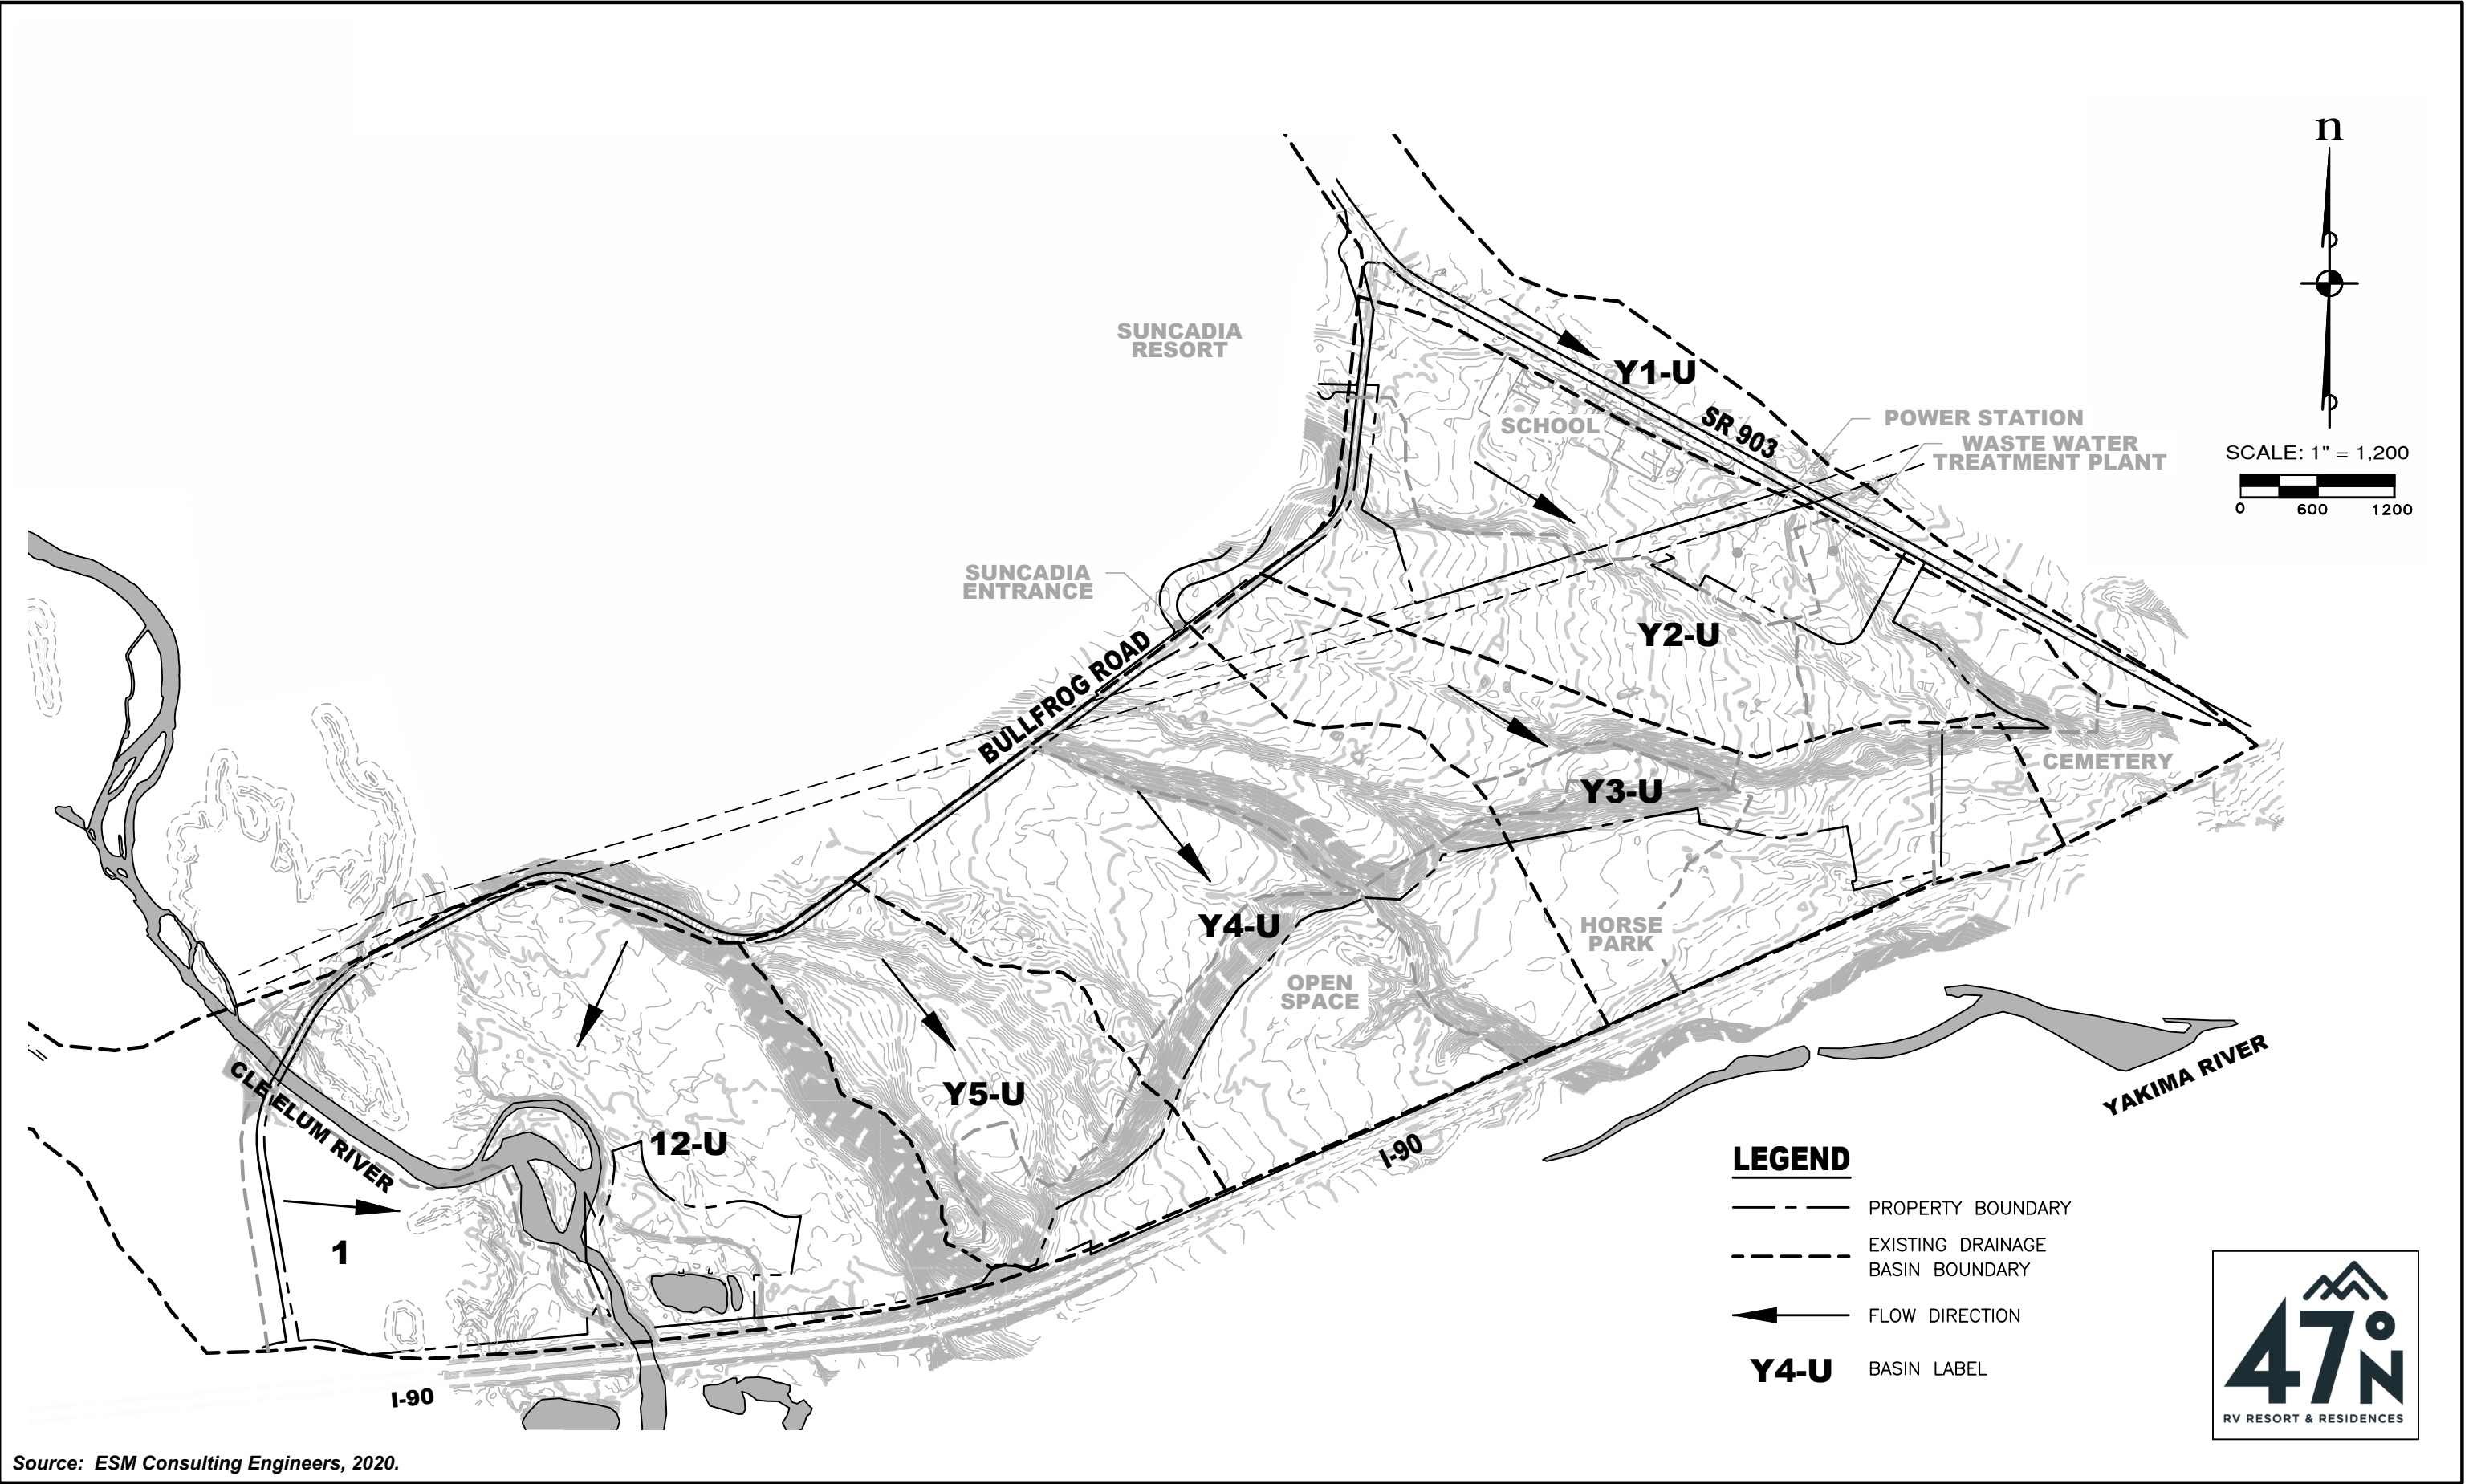 n
SUNCADIA
RESORT
Y1-U
SR 903
POWER STATION
WASTE WATER
TREATMENT PLANT
SCHOOL
SCALE: 1" = 1,200
0 600 1200
SUNCADIA
ENTRANCE
BULLFROG ROAD
Y2-U
CEMETERY
Y3-U
Y4-U
HORSE
PARK
OPEN
SPACE
YAKIMA RIVER
CLE ELUM RIVER
Y5-U
12-U
I-90
1
I-90
LEGEND
PROPERTY BOUNDARY
EXISTING DRAINAGE
BASIN BOUNDARY
FLOW DIRECTION
Y4-U BASIN LABEL
47°N
RV RESORT & RESIDENCES
Source: ESM Consulting Engineers, 2020.